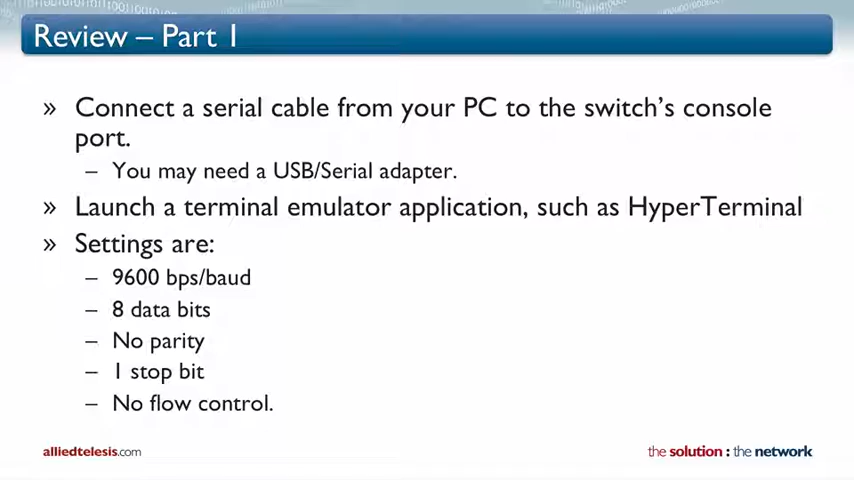 Review – Part 1
» Connect a serial cable from your PC to the switch's console
port.
– You may need a USB/Serial adapter.
» Launch a terminal emulator application, such as HyperTerminal
» Settings are:
– 9600 bps/baud
– 8 data bits
– No parity
– 1 stop bit
– No flow control.
alliedtelesis.com
the solution : the network